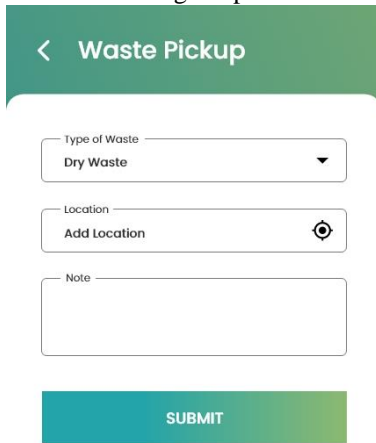 Waste Pickup
Type of Waste
Dry Waste
Location
Add Location
Note
SUBMIT